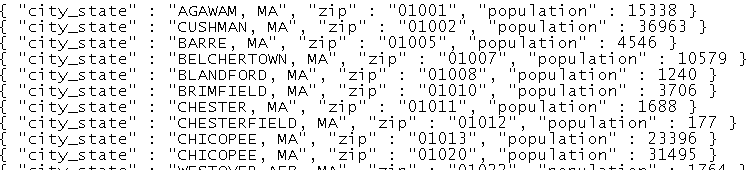 { "city_state" : "AGAWAM, MA", "zip" : "01001", "population" : 15338 }
{ "city_state" : "CUSHMAN, MA", "zip" : "01002", "population" : 36963 }
{ "city_state" : "BARRE, MA", "zip" : "01005", "population" : 4546 }
{ "city_state" : "BELCHERTOWN, MA", "zip" : "01007", "population" : 10579 }
{ "city_state" : "BLANDFORD, MA", "zip" : "01008", "population" : 1240 }
{ "city_state" : "BRIMFIELD, MA", "zip" : "01010", "population" : 3706 }
{ "city_state" : "CHESTER, MA", "zip" : "01011", "population" : 1688 }
{ "city_state" : "CHESTERFIELD, MA", "zip" : "01012", "population" : 177 }
{ "city_state" : "CHICOPEE, MA", "zip" : "01013", "population" : 23396 }
{ "city_state" : "CHICOPEE, MA", "zip" : "01020", "population" : 31495 }
{ "city_state" : "WESTOVER AFB, MA", "zip" : "01022", "population" : 1764 }